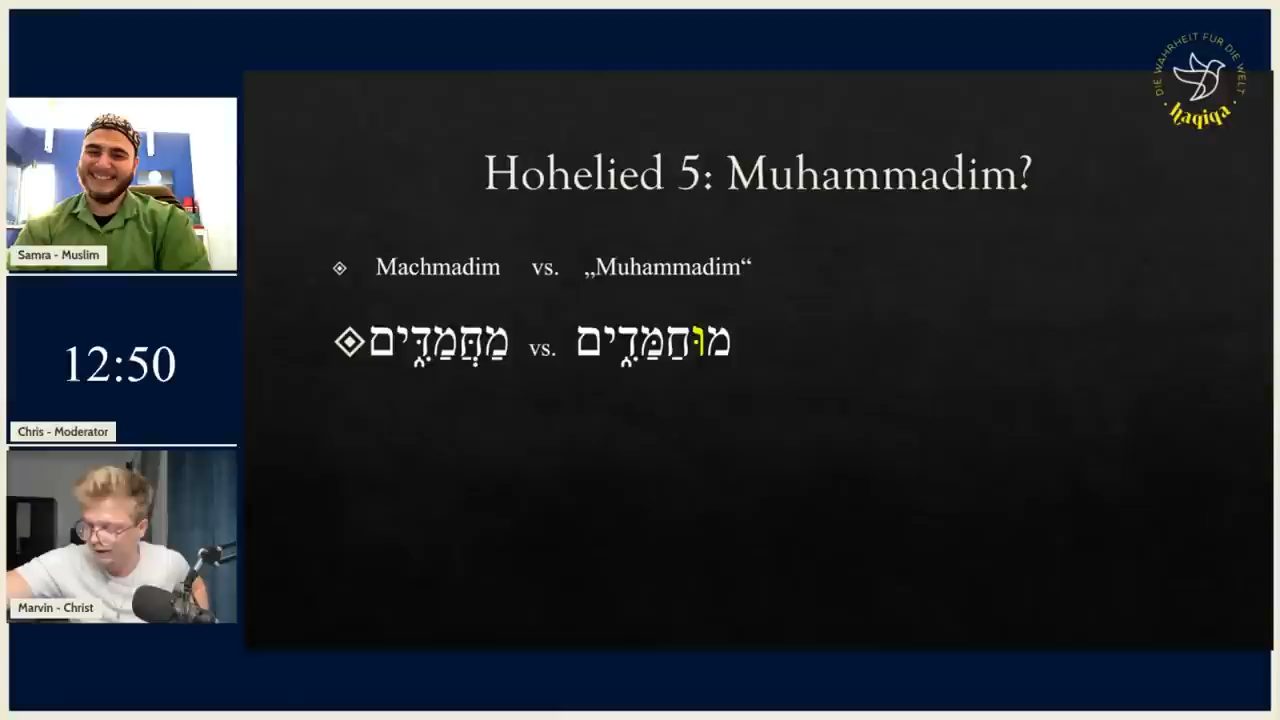 DIE WAHRHEIT FÜR DIE WELT
haqiqa
Hohelied 5: Muhammadim?
Machmadim vs. „Muhammadim“
מַחֲּמַדִּ֑ים vs. מוּחַמַּדִ֑ים
Samra - Muslim
12:50
Chris - Moderator
Marvin - Christ